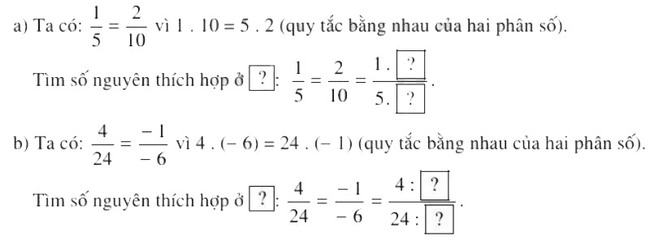 a) Ta có: 1/5 = 2/10 vì 1 . 10 = 5 . 2 (quy tắc bằng nhau của hai phân số).
Tìm số nguyên thích hợp ở [?]: 1/5 = 2/10 = (1 . [?])/(5 . [?]).
b) Ta có: 4/24 = (− 1)/(− 6) vì 4 . (− 6) = 24 . (− 1) (quy tắc bằng nhau của hai phân số).
Tìm số nguyên thích hợp ở [?]: 4/24 = (− 1)/(− 6) = (4 : [?])/(24 : [?]).